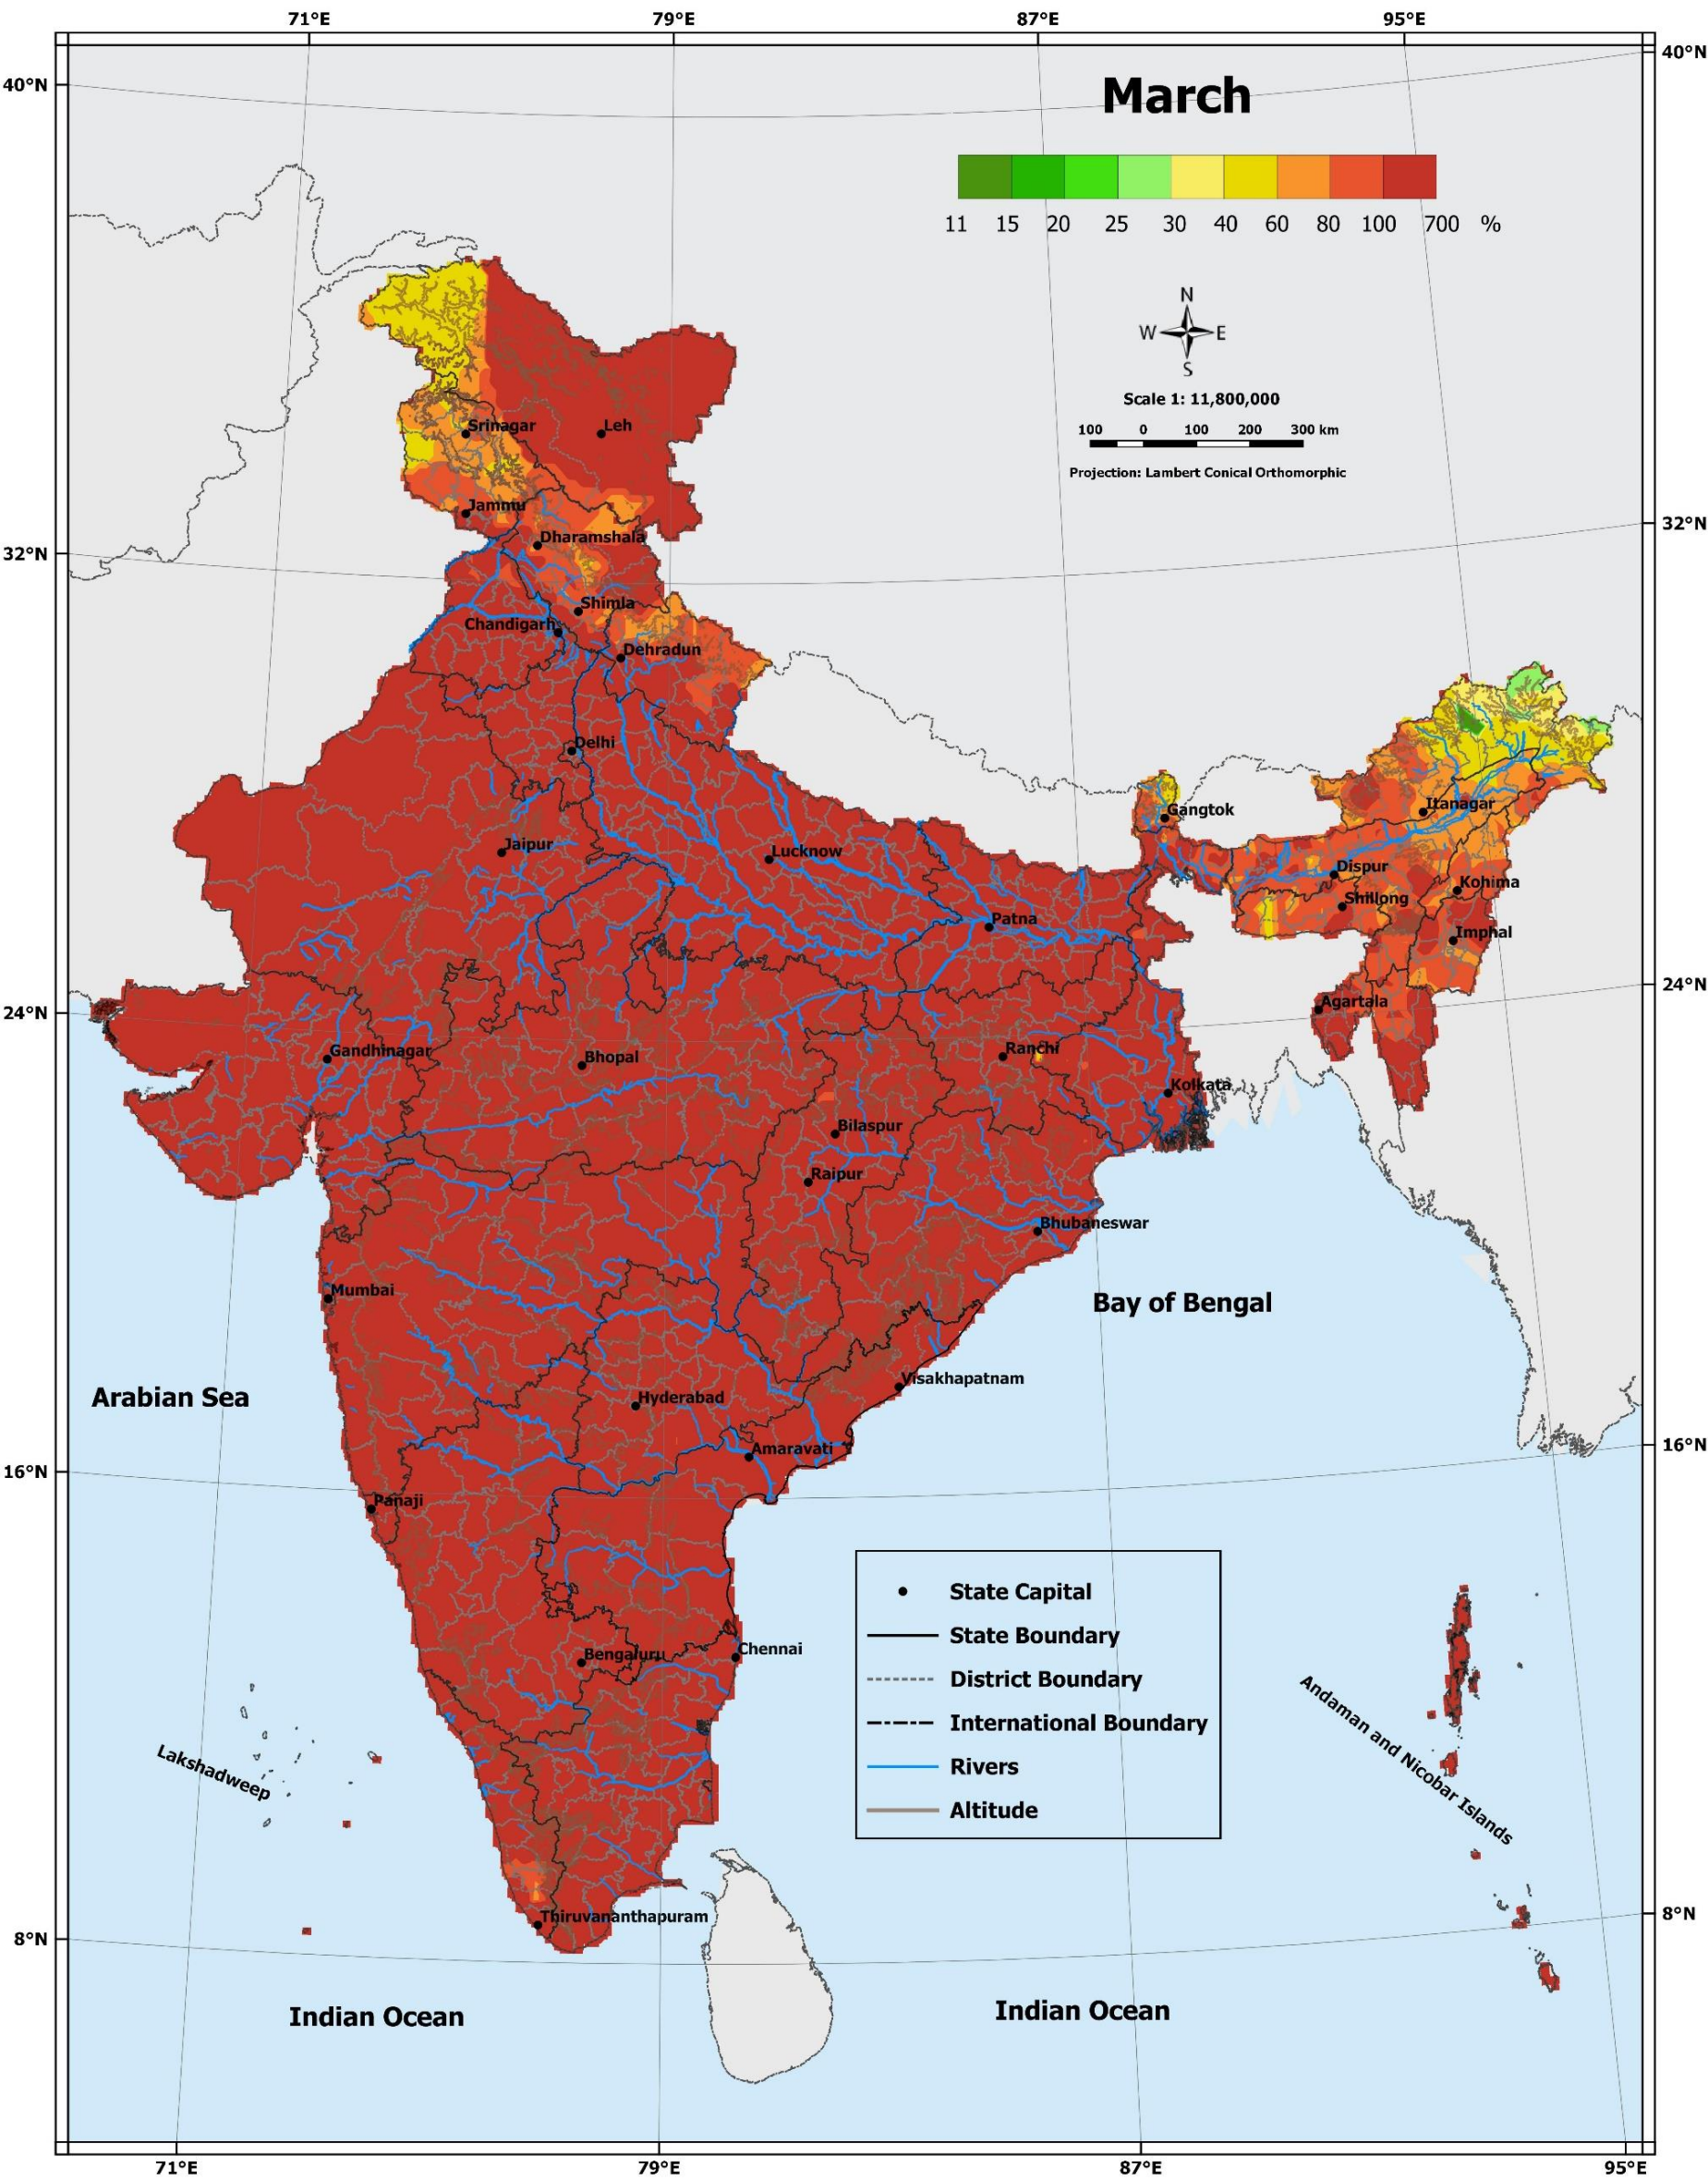 71°E 79°E 87°E 95°E
40°N 40°N
March
11 15 20 25 30 40 60 80 100 700 %
N
W E
S
Scale 1: 11,800,000
100 0 100 200 300 km
Projection: Lambert Conical Orthomorphic
Srinagar
Leh
Jammu
32°N
Dharamshala
32°N
Shimla
Chandigarh
Dehradun
Delhi
Itanagar
Gangtok
Jaipur
Lucknow
Dispur
Kohima
Shillong
Patna
Imphal
24°N
Agartala
24°N
Gandhinagar
Bhopal
Ranchi
Kolkata
Bilaspur
Raipur
Bhubaneswar
Mumbai
Bay of Bengal
Visakhapatnam
Arabian Sea
Hyderabad
Amaravati
16°N
16°N
Panaji
State Capital
State Boundary
Bengaluru
Chennai
District Boundary
International Boundary
Rivers
Altitude
Lakshadweep
Andaman and Nicobar Islands
Thiruvananthapuram
8°N
8°N
Indian Ocean
Indian Ocean
71°E 79°E 87°E 95°E